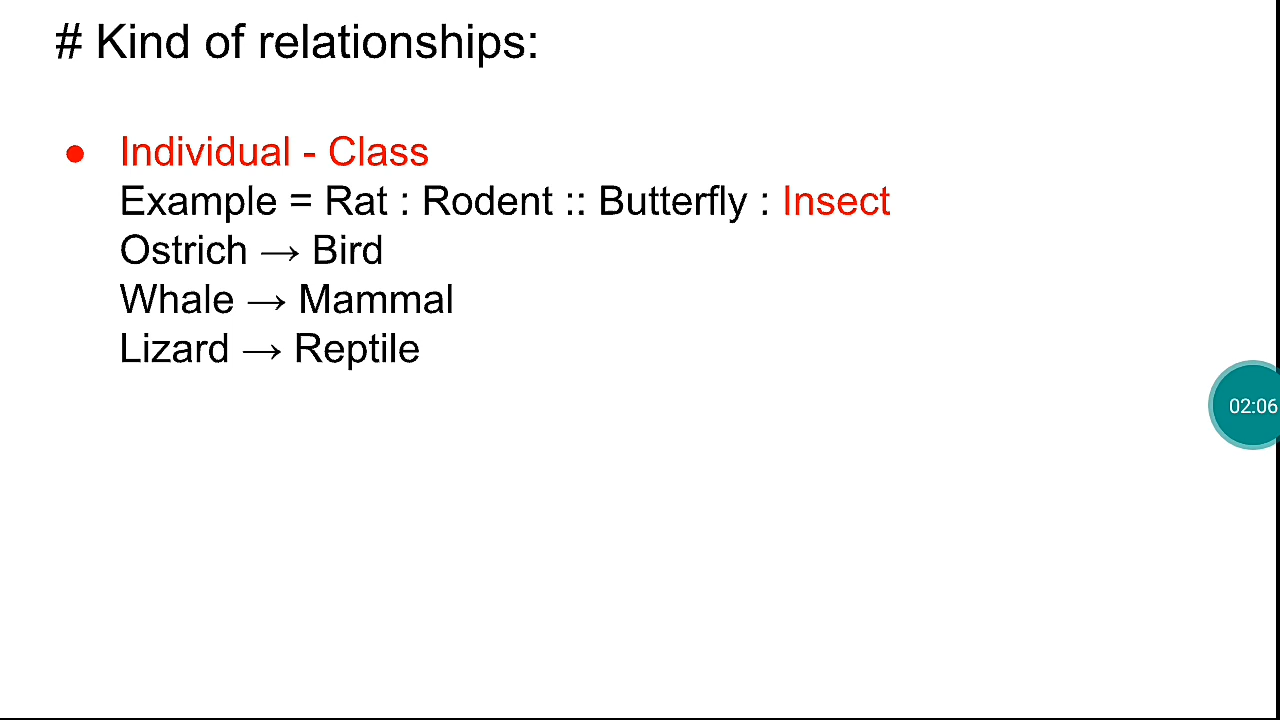 # Kind of relationships:
● Individual - Class
Example = Rat : Rodent :: Butterfly : Insect
Ostrich → Bird
Whale → Mammal
Lizard → Reptile
02:06